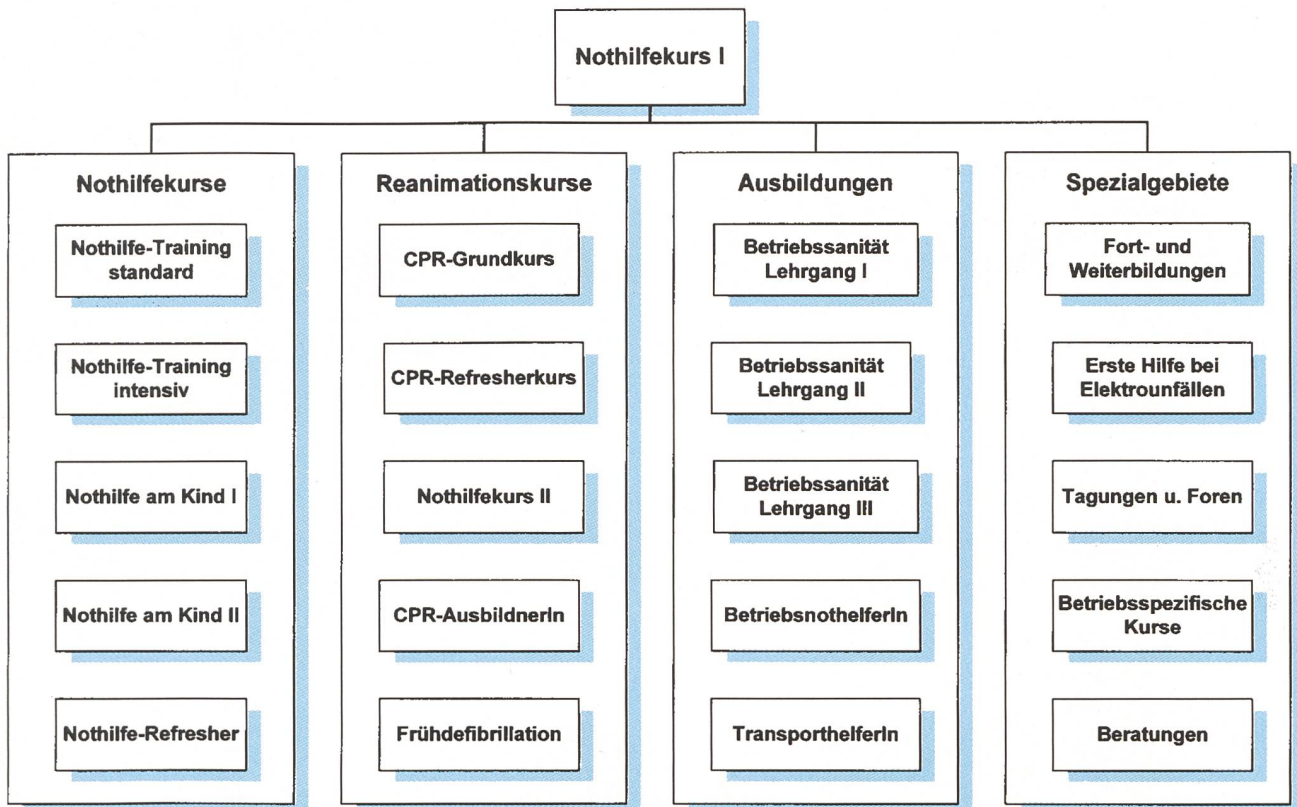 Nothilfekurs I
Nothilfekurse
Nothilfe-Training
standard
Nothilfe-Training
intensiv
Nothilfe am Kind I
Nothilfe am Kind II
Nothilfe-Refresher
Reanimationskurse
CPR-Grundkurs
CPR-Refresherkurs
Nothilfekurs II
CPR-AusbildnerIn
Frühdefibrillation
Ausbildungen
Betriebssanität
Lehrgang I
Betriebssanität
Lehrgang II
Betriebssanität
Lehrgang III
BetriebsnothelferIn
TransporthelferIn
Spezialgebiete
Fort- und
Weiterbildungen
Erste Hilfe bei
Elektrounfällen
Tagungen u. Foren
Betriebsspezifische
Kurse
Beratungen